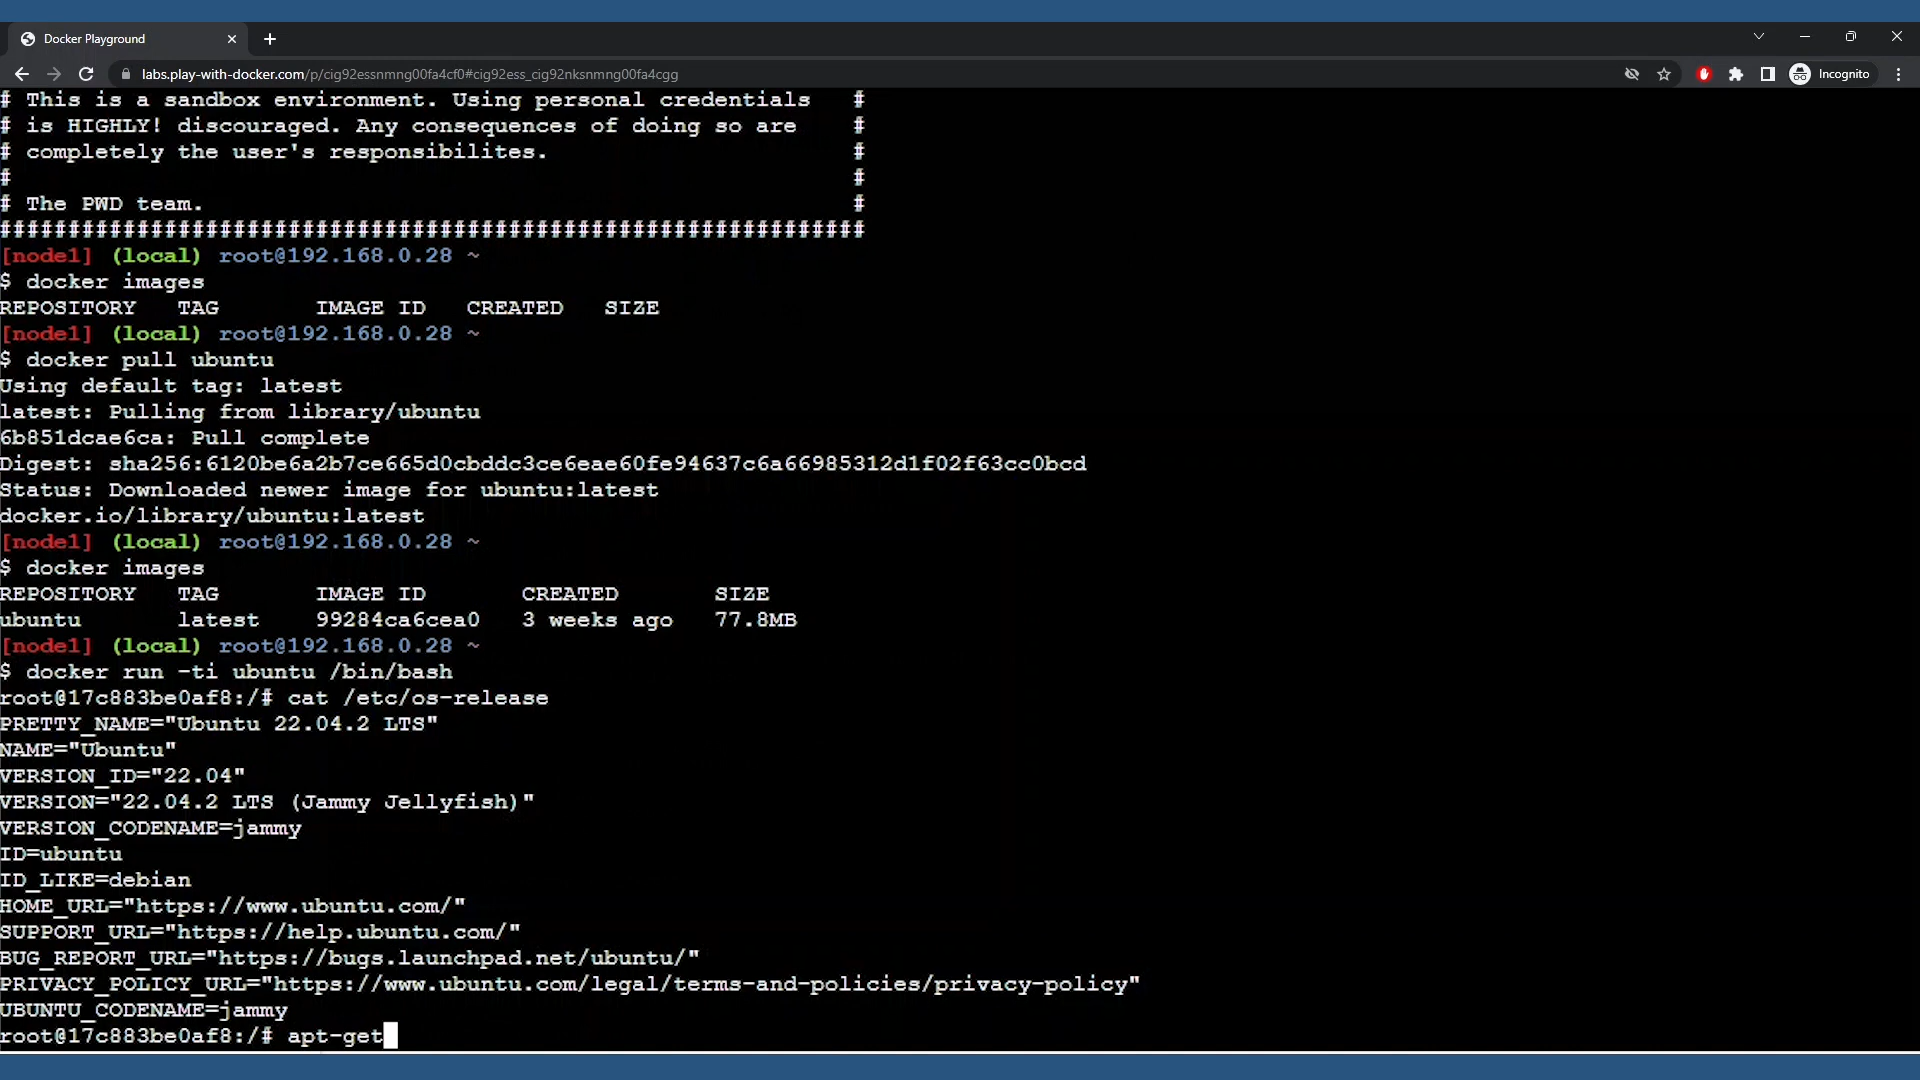 Docker Playground
labs.play-with-docker.com/p/cig92essnmng00fa4cf0#cig92ess_cig92nksnmng00fa4cgg
Incognito
# This is a sandbox environment. Using personal credentials #
# is HIGHLY! discouraged. Any consequences of doing so are #
# completely the user's responsibilites. #
# #
# The PWD team. #
###############################################################
[node1] (local) root@192.168.0.28 ~
$ docker images
REPOSITORY TAG IMAGE ID CREATED SIZE
[node1] (local) root@192.168.0.28 ~
$ docker pull ubuntu
Using default tag: latest
latest: Pulling from library/ubuntu
6b851dcae6ca: Pull complete
Digest: sha256:6120be6a2b7ce665d0cbddc3ce6eae60fe94637c6a66985312d1f02f63cc0bcd
Status: Downloaded newer image for ubuntu:latest
docker.io/library/ubuntu:latest
[node1] (local) root@192.168.0.28 ~
$ docker images
REPOSITORY TAG IMAGE ID CREATED SIZE
ubuntu latest 99284ca6cea0 3 weeks ago 77.8MB
[node1] (local) root@192.168.0.28 ~
$ docker run -ti ubuntu /bin/bash
root@17c883be0af8:/# cat /etc/os-release
PRETTY_NAME="Ubuntu 22.04.2 LTS"
NAME="Ubuntu"
VERSION_ID="22.04"
VERSION="22.04.2 LTS (Jammy Jellyfish)"
VERSION_CODENAME=jammy
ID=ubuntu
ID_LIKE=debian
HOME_URL="https://www.ubuntu.com/"
SUPPORT_URL="https://help.ubuntu.com/"
BUG_REPORT_URL="https://bugs.launchpad.net/ubuntu/"
PRIVACY_POLICY_URL="https://www.ubuntu.com/legal/terms-and-policies/privacy-policy"
UBUNTU_CODENAME=jammy
root@17c883be0af8:/# apt-get